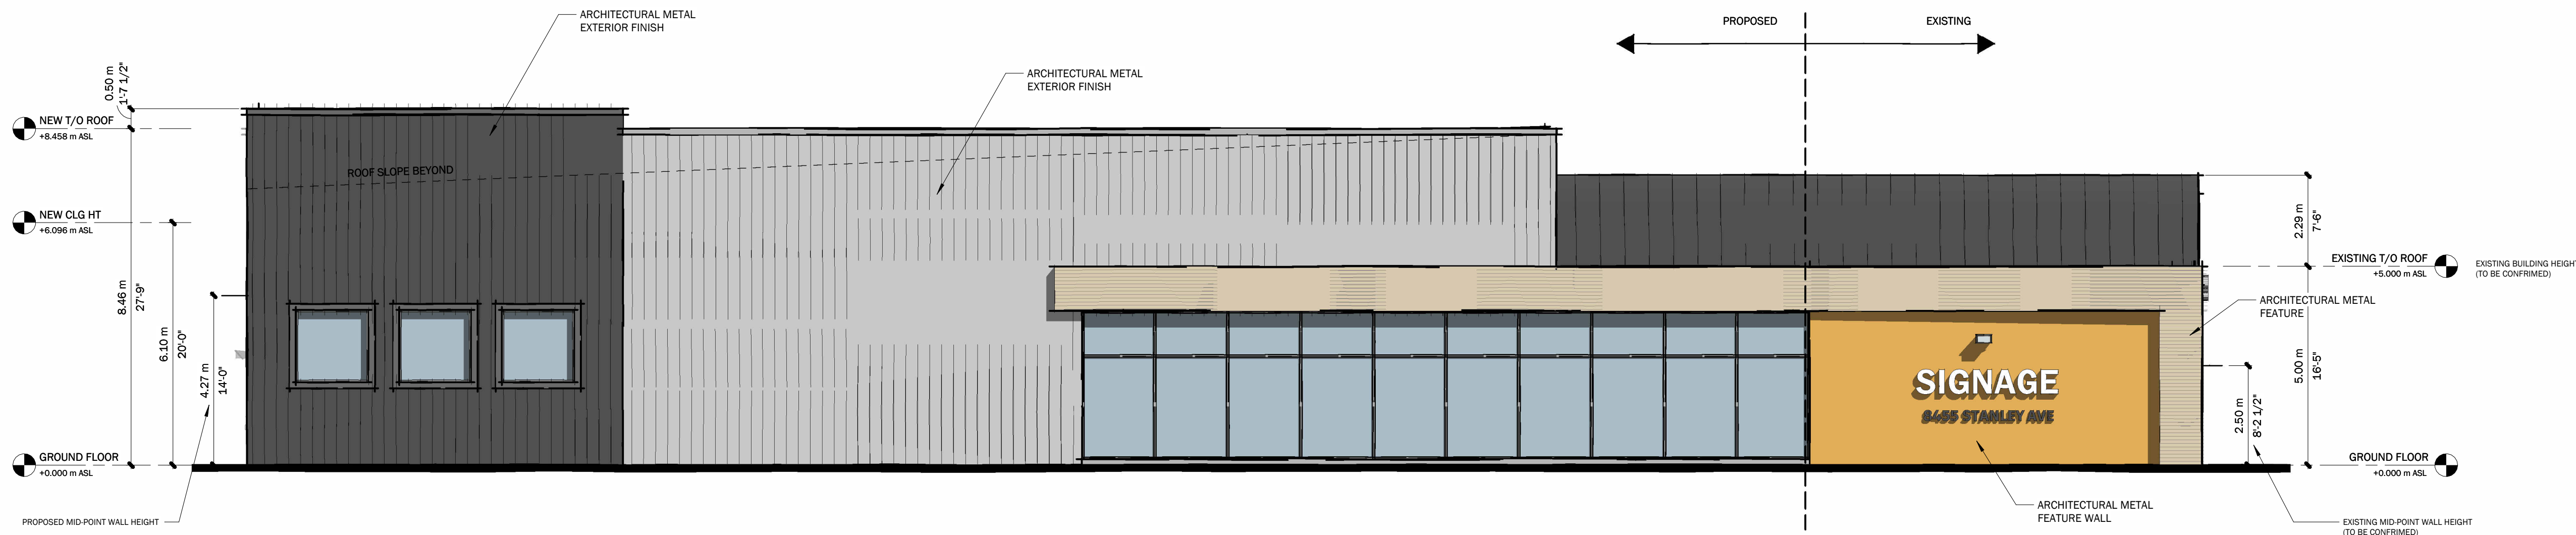 ARCHITECTURAL METAL
EXTERIOR FINISH
PROPOSED
EXISTING
ARCHITECTURAL METAL
EXTERIOR FINISH
0.50 m
1'-7 1/2"
NEW T/O ROOF
+8.458 m ASL
ROOF SLOPE BEYOND
NEW CLG HT
+6.096 m ASL
8.46 m
27'-9"
6.10 m
20'-0"
4.27 m
14'-0"
GROUND FLOOR
+0.000 m ASL
PROPOSED MID-POINT WALL HEIGHT
2.29 m
7'-6"
EXISTING T/O ROOF
+5.000 m ASL
EXISTING BUILDING HEIGHT
(TO BE CONFRIMED)
ARCHITECTURAL METAL
FEATURE
5.00 m
16'-5"
SIGNAGE
8455 STANLEY AVE
2.50 m
8'-2 1/2"
GROUND FLOOR
+0.000 m ASL
ARCHITECTURAL METAL
FEATURE WALL
EXISTING MID-POINT WALL HEIGHT
(TO BE CONFRIMED)